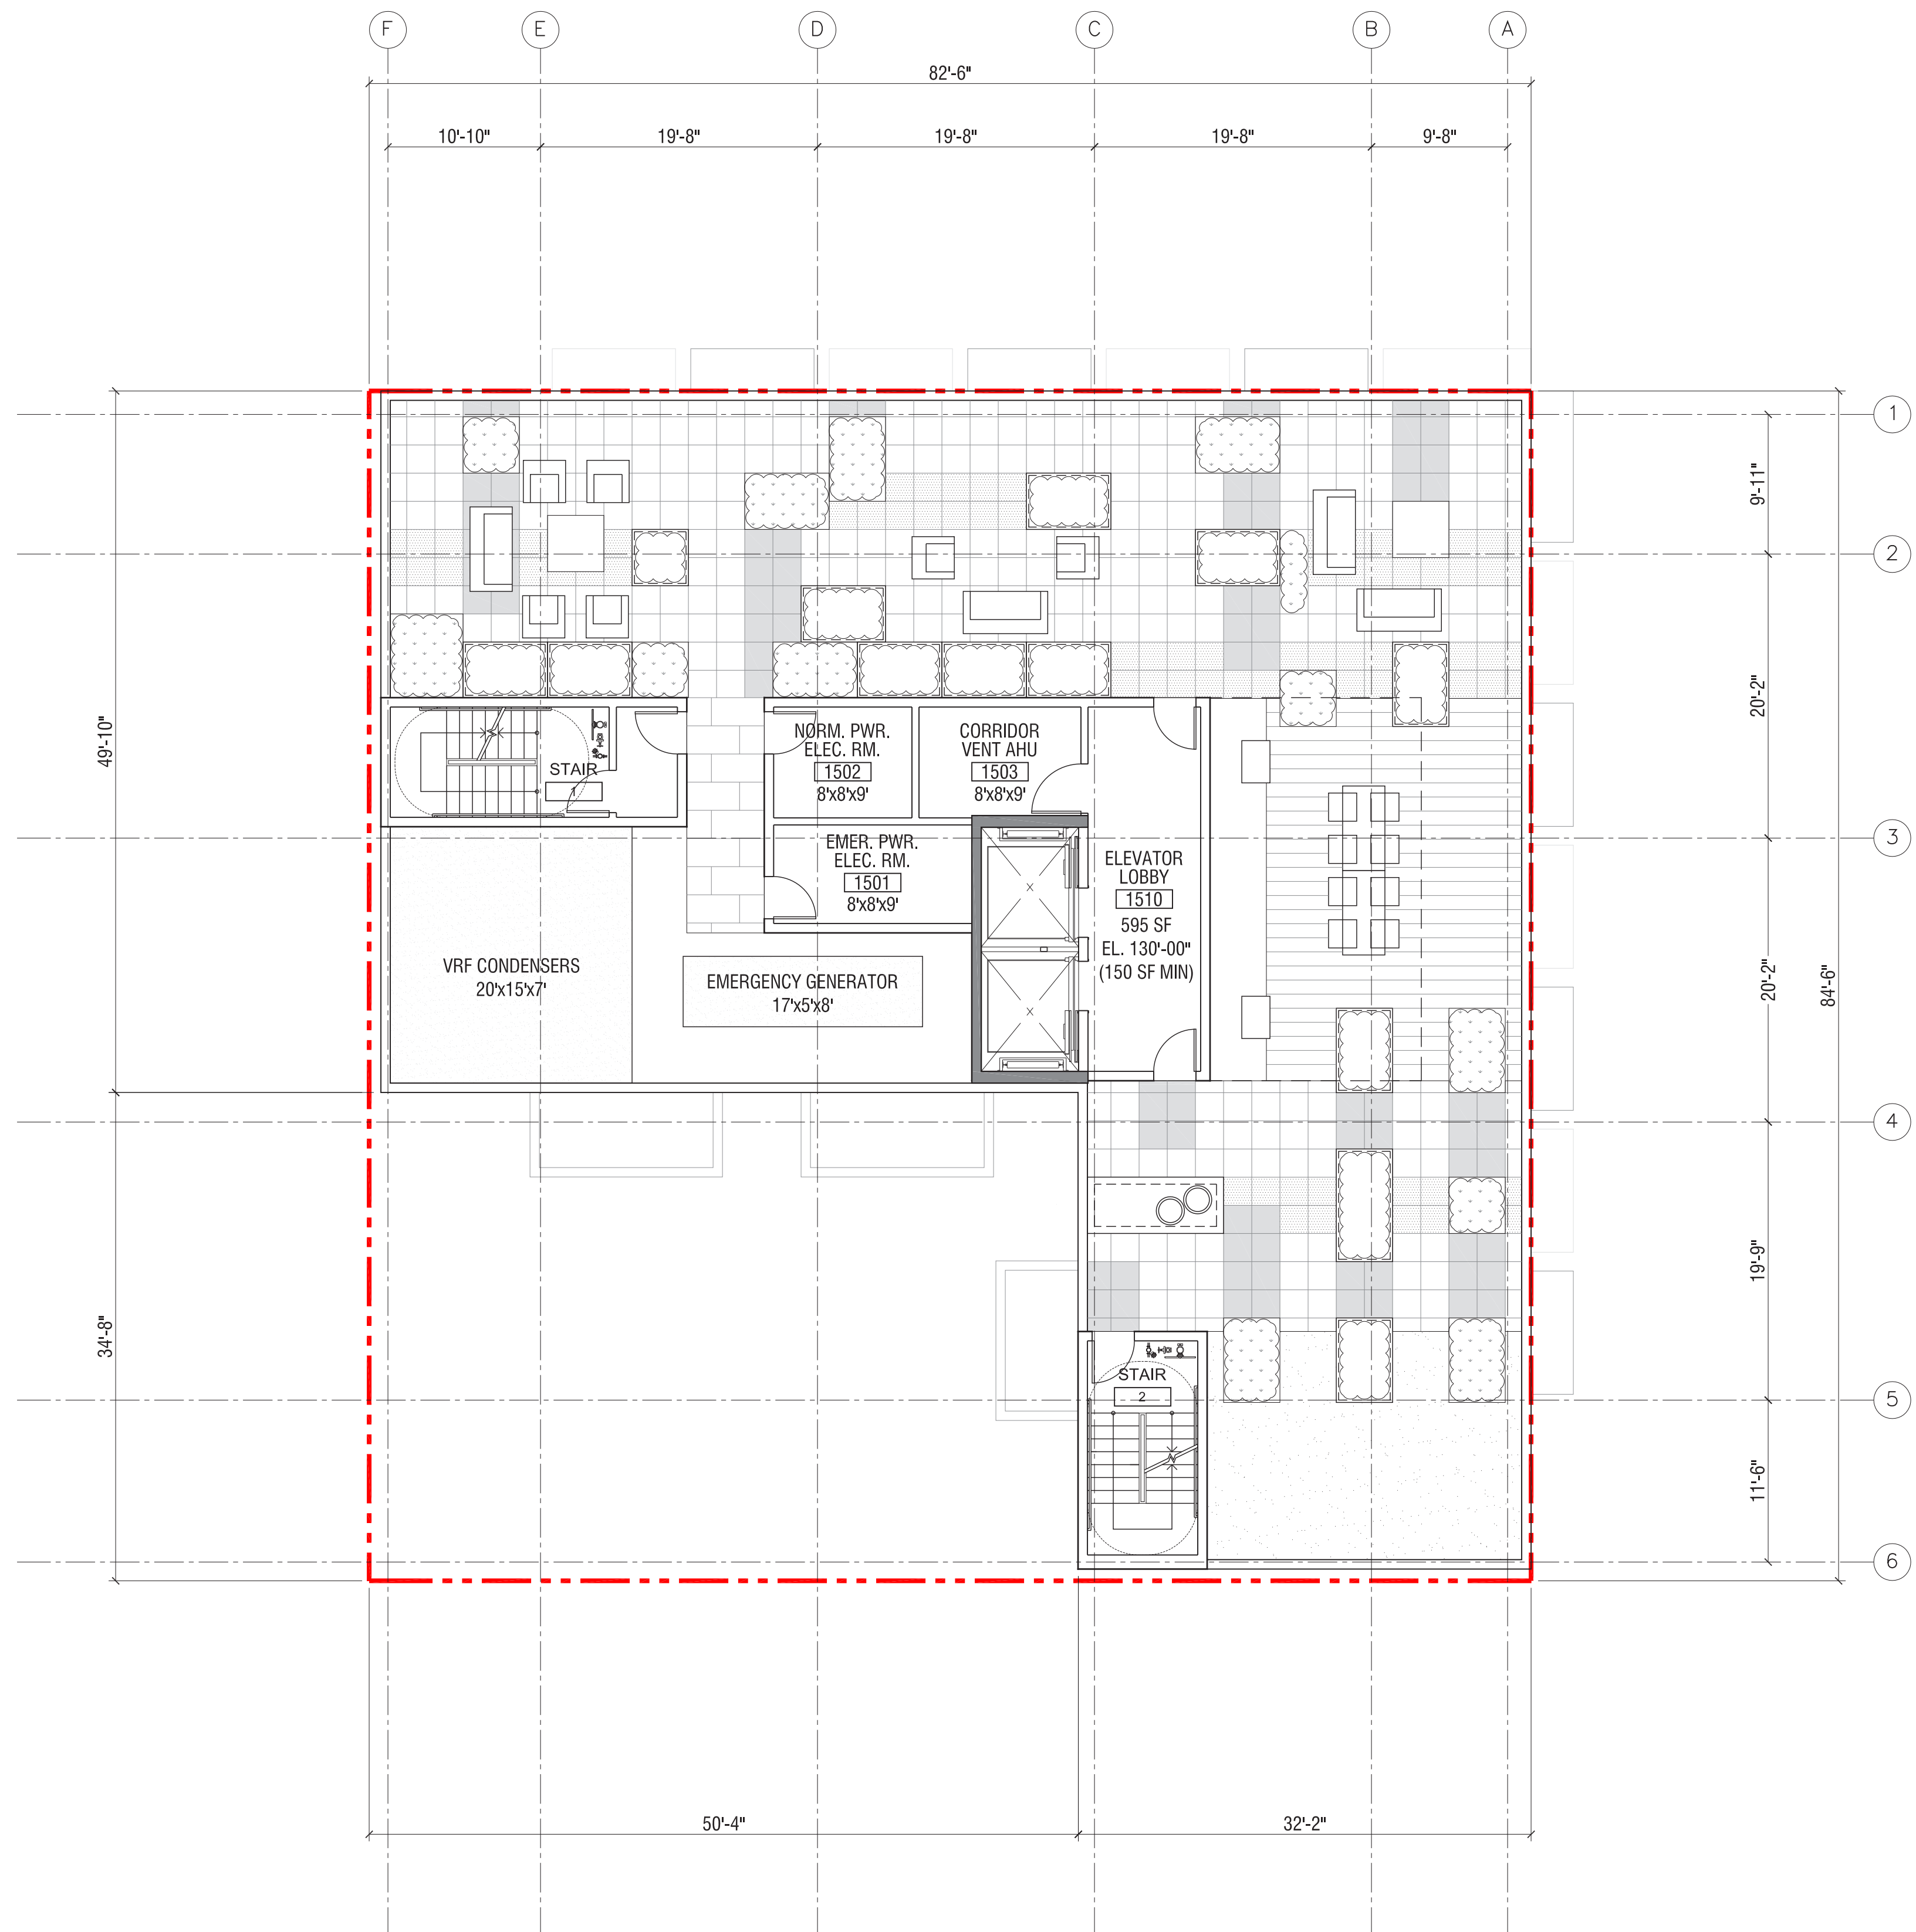 F E D C B A
82'-6"
10'-10" 19'-8" 19'-8" 19'-8" 9'-8"
1
9'-11"
2
20'-2"
49'-10"
NORM. PWR.
ELEC. RM.
1502
8'x8'x9'
CORRIDOR
VENT AHU
1503
8'x8'x9'
STAIR
1
3
EMER. PWR.
ELEC. RM.
1501
8'x8'x9'
ELEVATOR
LOBBY
1510
595 SF
EL. 130'-00"
(150 SF MIN)
VRF CONDENSERS
20'x15'x7'
EMERGENCY GENERATOR
17'x5'x8'
20'-2"
84'-6"
4
19'-9"
34'-8"
STAIR
2
5
11'-6"
6
50'-4" 32'-2"